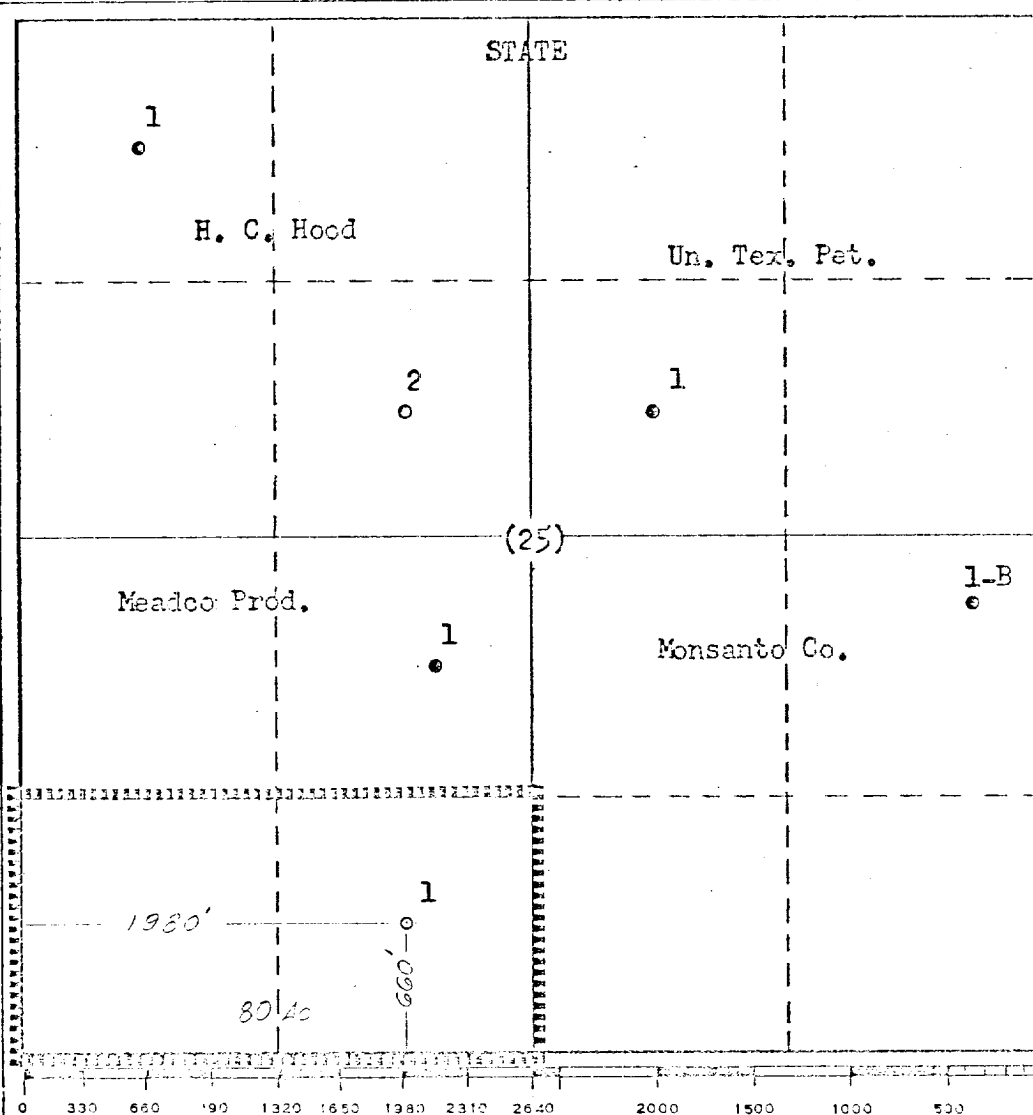 STATE
1
H. C. Hood
Un. Tex. Pet.
2
1
(25)
Meadco Prod.
1-B
1
Monsanto Co.
1
1980'
660'
80 Ac
0 330 660 990 1320 1650 1980 2310 2640 2000 1500 1000 500